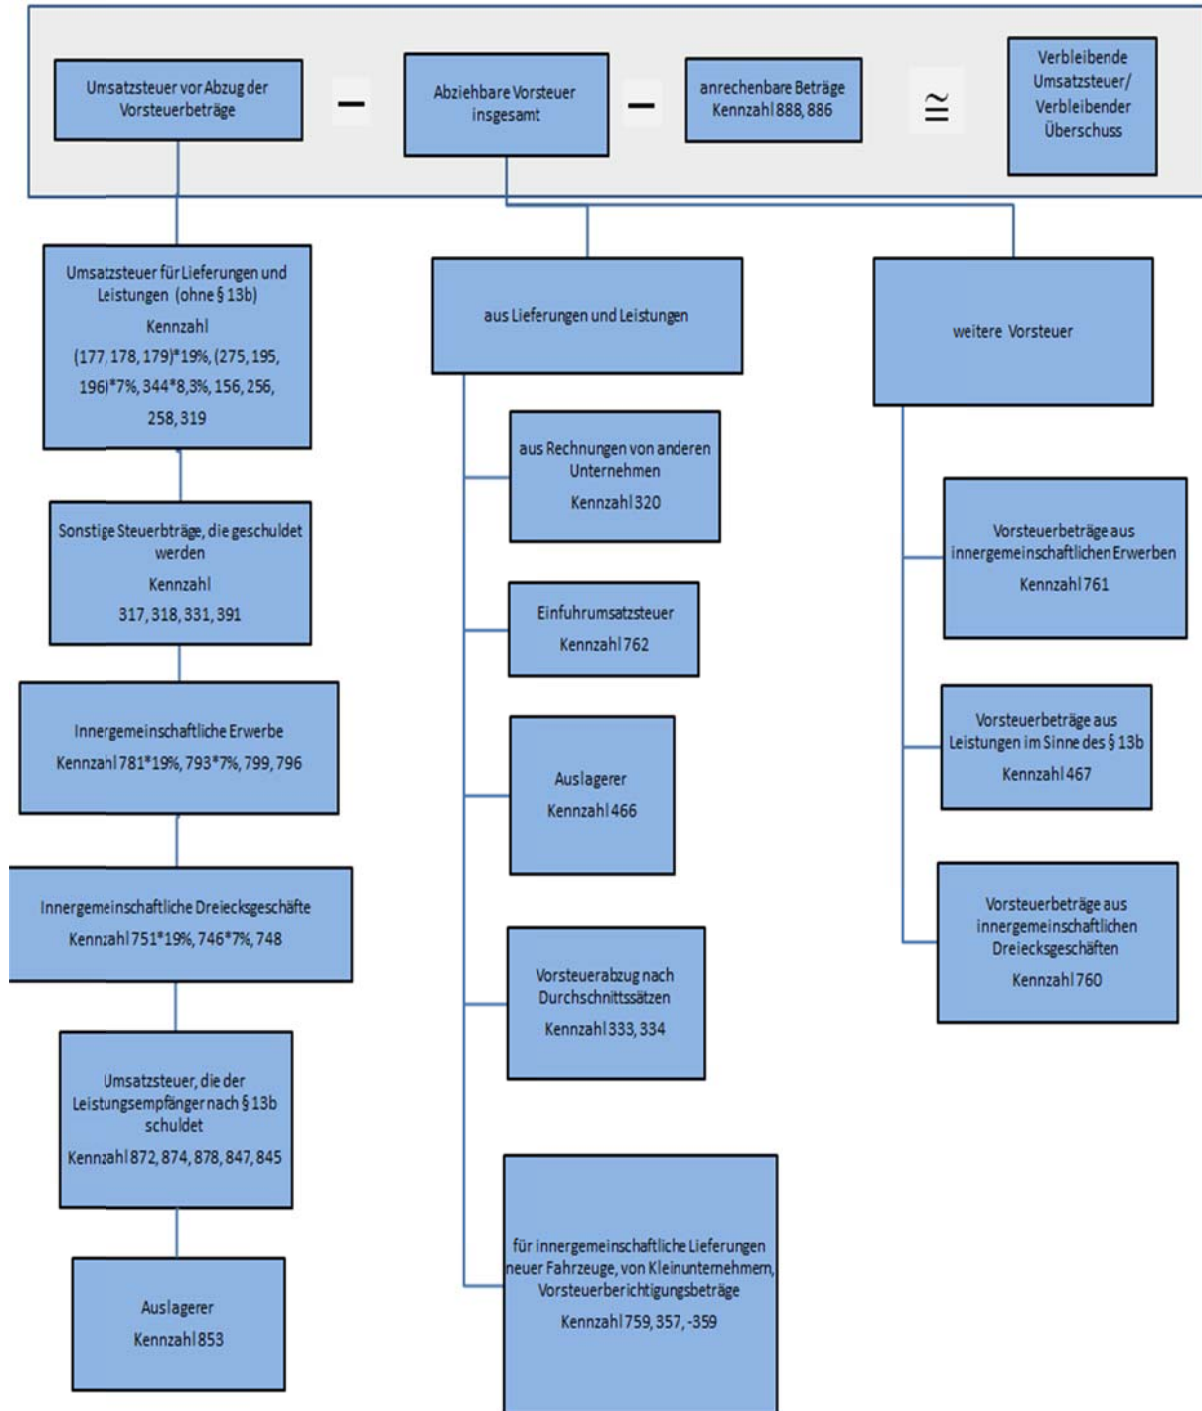 Umsatzsteuer vor Abzug der
Vorsteuerbeträge
–
Abziehbare Vorsteuer
insgesamt
–
anrechenbare Beträge
Kennzahl 888, 886
≅
Verbleibende
Umsatzsteuer/
Verbleibender
Überschuss
Umsatzsteuer für Lieferungen und
Leistungen (ohne § 13b)
Kennzahl
(177, 178, 179)*19%, (275, 195,
196)*7%, 344*8,3%, 156, 256,
258, 319
Sonstige Steuerbträge, die geschuldet
werden
Kennzahl
317, 318, 331, 391
Innergemeinschaftliche Erwerbe
Kennzahl 781*19%, 793*7%, 799, 796
Innergemeinschaftliche Dreiecksgeschäfte
Kennzahl 751*19%, 746*7%, 748
Umsatzsteuer, die der
Leistungsempfänger nach § 13b
schuldet
Kennzahl 872, 874, 878, 847, 845
Auslagerer
Kennzahl 853
aus Lieferungen und Leistungen
aus Rechnungen von anderen
Unternehmen
Kennzahl 320
Einfuhrumsatzsteuer
Kennzahl 762
Auslagerer
Kennzahl 466
Vorsteuerabzug nach
Durchschnittssätzen
Kennzahl 333, 334
für innergemeinschaftliche Lieferungen
neuer Fahrzeuge, von Kleinunternehmern,
Vorsteuerberichtigungsbeträge
Kennzahl 759, 357, -359
weitere Vorsteuer
Vorsteuerbeträge aus
innergemeinschaftlichen Erwerben
Kennzahl 761
Vorsteuerbeträge aus
Leistungen im Sinne des § 13b
Kennzahl 467
Vorsteuerbeträge aus
innergemeinschaftlichen
Dreiecksgeschäften
Kennzahl 760